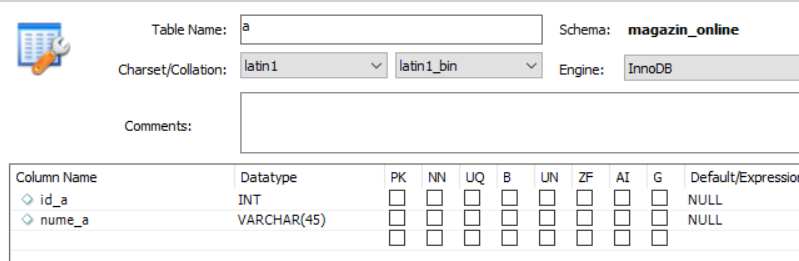 Table Name: a Schema: magazin_online
Charset/Collation: latin1 latin1_bin Engine: InnoDB
Comments:
Column Name Datatype PK NN UQ B UN ZF AI G Default/Expression
id_a INT NULL
nume_a VARCHAR(45) NULL